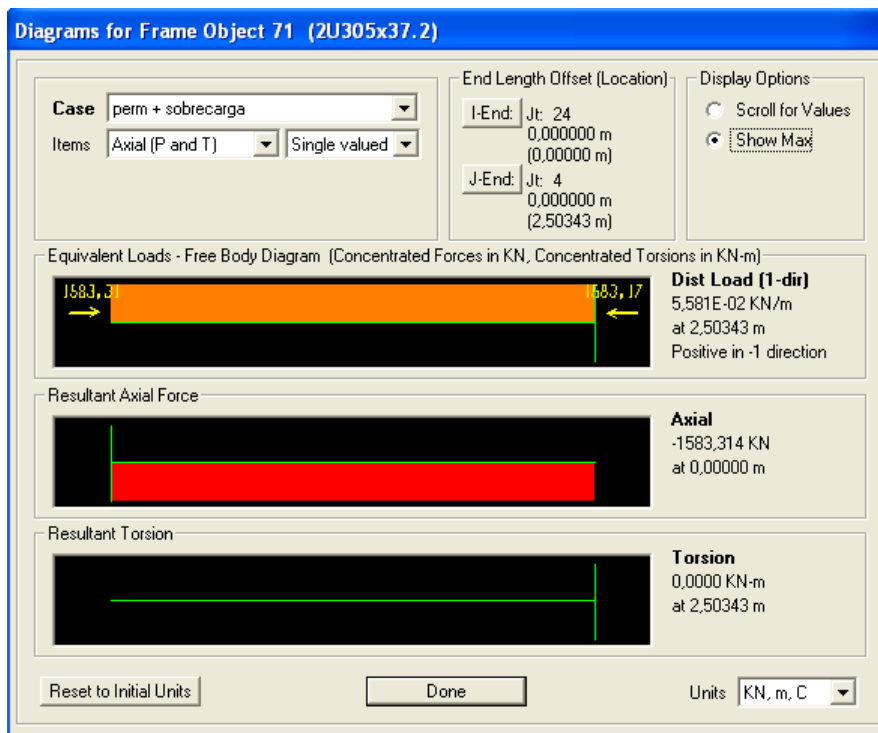 Diagrams for Frame Object 71 (2U305x37.2)
Case perm + sobrecarga
Items Axial (P and T) Single valued
End Length Offset (Location)
I-End: Jt: 24
0,000000 m
(0,00000 m)
J-End: Jt: 4
0,000000 m
(2,50343 m)
Display Options
Scroll for Values
Show Max
Equivalent Loads - Free Body Diagram (Concentrated Forces in KN, Concentrated Torsions in KN-m)
1583,31
1583,17
Dist Load (1-dir)
5,581E-02 KN/m
at 2,50343 m
Positive in -1 direction
Resultant Axial Force
Axial
-1583,314 KN
at 0,00000 m
Resultant Torsion
Torsion
0,0000 KN-m
at 2,50343 m
Reset to Initial Units
Done
Units KN, m, C